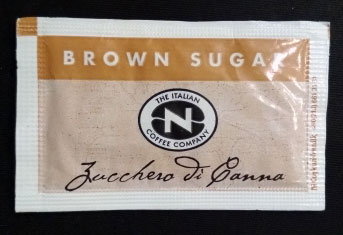 BROWN SUGAR
THE ITALIAN
N
COFFEE COMPANY
Zucchero di Canna